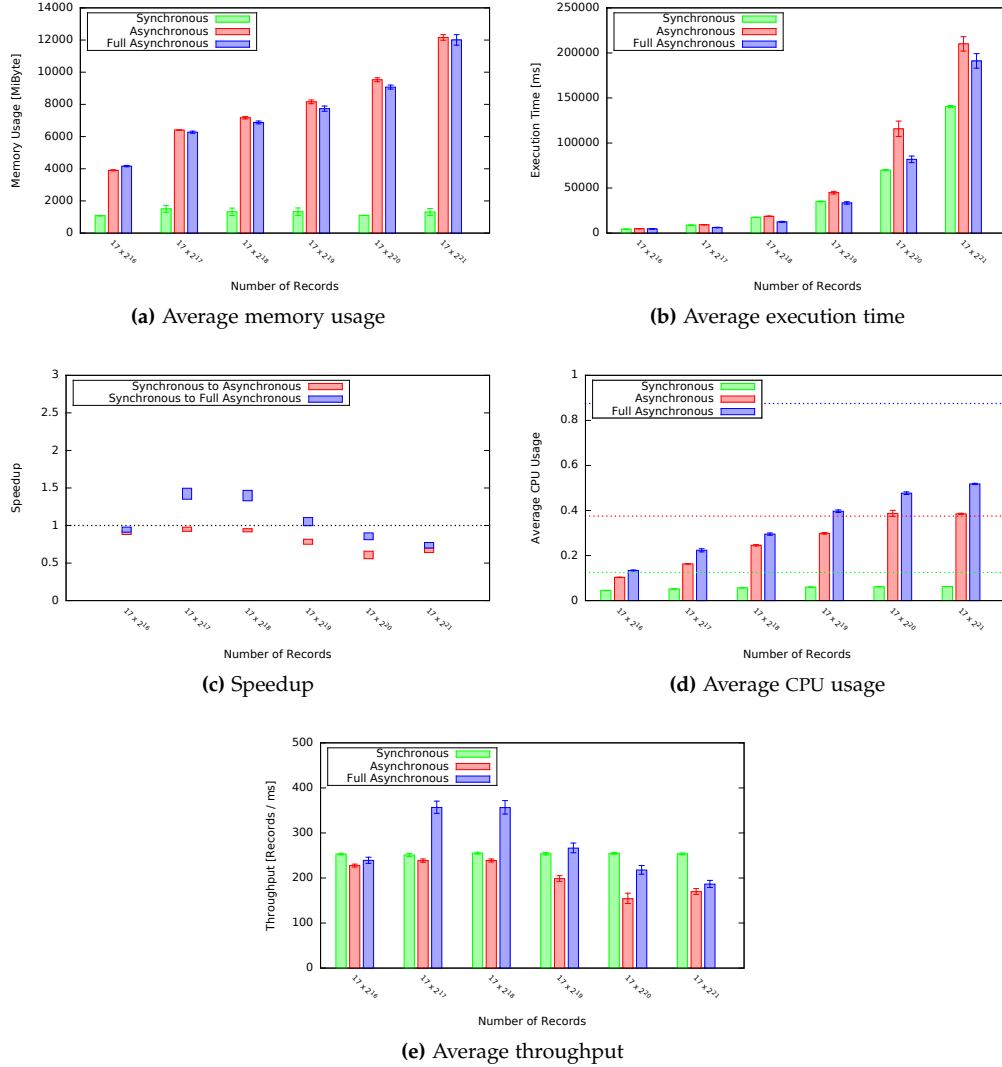 Synchronous
Asynchronous
Full Asynchronous
14000
12000
10000
8000
6000
4000
2000
0
Memory Usage [MiByte]
17 x 2^16
17 x 2^17
17 x 2^18
17 x 2^19
17 x 2^20
17 x 2^21
Number of Records
(a) Average memory usage
Synchronous
Asynchronous
Full Asynchronous
250000
200000
150000
100000
50000
0
Execution Time [ms]
17 x 2^16
17 x 2^17
17 x 2^18
17 x 2^19
17 x 2^20
17 x 2^21
Number of Records
(b) Average execution time
Synchronous to Asynchronous
Synchronous to Full Asynchronous
3
2.5
2
1.5
1
0.5
0
Speedup
17 x 2^16
17 x 2^17
17 x 2^18
17 x 2^19
17 x 2^20
17 x 2^21
Number of Records
(c) Speedup
Synchronous
Asynchronous
Full Asynchronous
1
0.8
0.6
0.4
0.2
0
Average CPU Usage
17 x 2^16
17 x 2^17
17 x 2^18
17 x 2^19
17 x 2^20
17 x 2^21
Number of Records
(d) Average CPU usage
Synchronous
Asynchronous
Full Asynchronous
500
400
300
200
100
0
Throughput [Records / ms]
17 x 2^16
17 x 2^17
17 x 2^18
17 x 2^19
17 x 2^20
17 x 2^21
Number of Records
(e) Average throughput